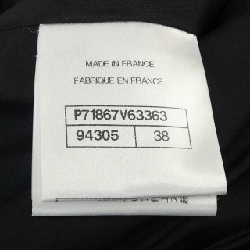 MADE IN FRANCE
FABRIQUE EN FRANCE
P71867V63363
94305 38